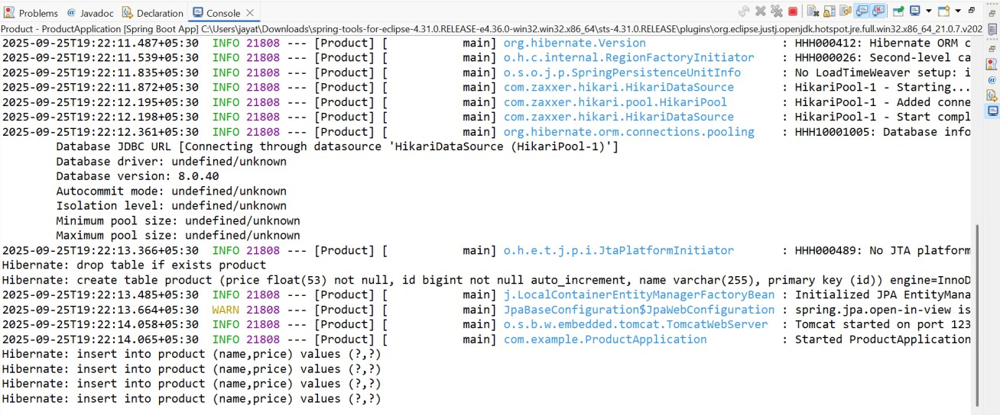 Problems @ Javadoc Declaration Console
Product - ProductApplication [Spring Boot App] C:\Users\jayat\Downloads\spring-tools-for-eclipse-4.31.0.RELEASE-e4.36.0-win32.win32.x86_64\sts-4.31.0.RELEASE\plugins\org.eclipse.justj.openjdk.hotspot.jre.full.win32.x86_64_21.0.7.v202
2025-09-25T19:22:11.487+05:30  INFO 21808 --- [Product] [           main] org.hibernate.Version                    : HHH000412: Hibernate ORM c
2025-09-25T19:22:11.539+05:30  INFO 21808 --- [Product] [           main] o.h.c.internal.RegionFactoryInitiator    : HHH000026: Second-level ca
2025-09-25T19:22:11.835+05:30  INFO 21808 --- [Product] [           main] o.s.o.j.p.SpringPersistenceUnitInfo      : No LoadTimeWeaver setup: i
2025-09-25T19:22:11.872+05:30  INFO 21808 --- [Product] [           main] com.zaxxer.hikari.HikariDataSource       : HikariPool-1 - Starting...
2025-09-25T19:22:12.195+05:30  INFO 21808 --- [Product] [           main] com.zaxxer.hikari.pool.HikariPool        : HikariPool-1 - Added conne
2025-09-25T19:22:12.198+05:30  INFO 21808 --- [Product] [           main] com.zaxxer.hikari.HikariDataSource       : HikariPool-1 - Start compl
2025-09-25T19:22:12.361+05:30  INFO 21808 --- [Product] [           main] org.hibernate.orm.connections.pooling    : HHH10001005: Database info
Database JDBC URL [Connecting through datasource 'HikariDataSource (HikariPool-1)']
Database driver: undefined/unknown
Database version: 8.0.40
Autocommit mode: undefined/unknown
Isolation level: undefined/unknown
Minimum pool size: undefined/unknown
Maximum pool size: undefined/unknown
2025-09-25T19:22:13.366+05:30  INFO 21808 --- [Product] [           main] o.h.e.t.j.p.i.JtaPlatformInitiator       : HHH000489: No JTA platform
Hibernate: drop table if exists product
Hibernate: create table product (price float(53) not null, id bigint not null auto_increment, name varchar(255), primary key (id)) engine=InnoD
2025-09-25T19:22:13.485+05:30  INFO 21808 --- [Product] [           main] j.LocalContainerEntityManagerFactoryBean : Initialized JPA EntityMana
2025-09-25T19:22:13.664+05:30  WARN 21808 --- [Product] [           main] JpaBaseConfiguration$JpaWebConfiguration : spring.jpa.open-in-view is
2025-09-25T19:22:14.058+05:30  INFO 21808 --- [Product] [           main] o.s.b.w.embedded.tomcat.TomcatWebServer  : Tomcat started on port 123
2025-09-25T19:22:14.065+05:30  INFO 21808 --- [Product] [           main] com.example.ProductApplication           : Started ProductApplication
Hibernate: insert into product (name,price) values (?,?)
Hibernate: insert into product (name,price) values (?,?)
Hibernate: insert into product (name,price) values (?,?)
Hibernate: insert into product (name,price) values (?,?)